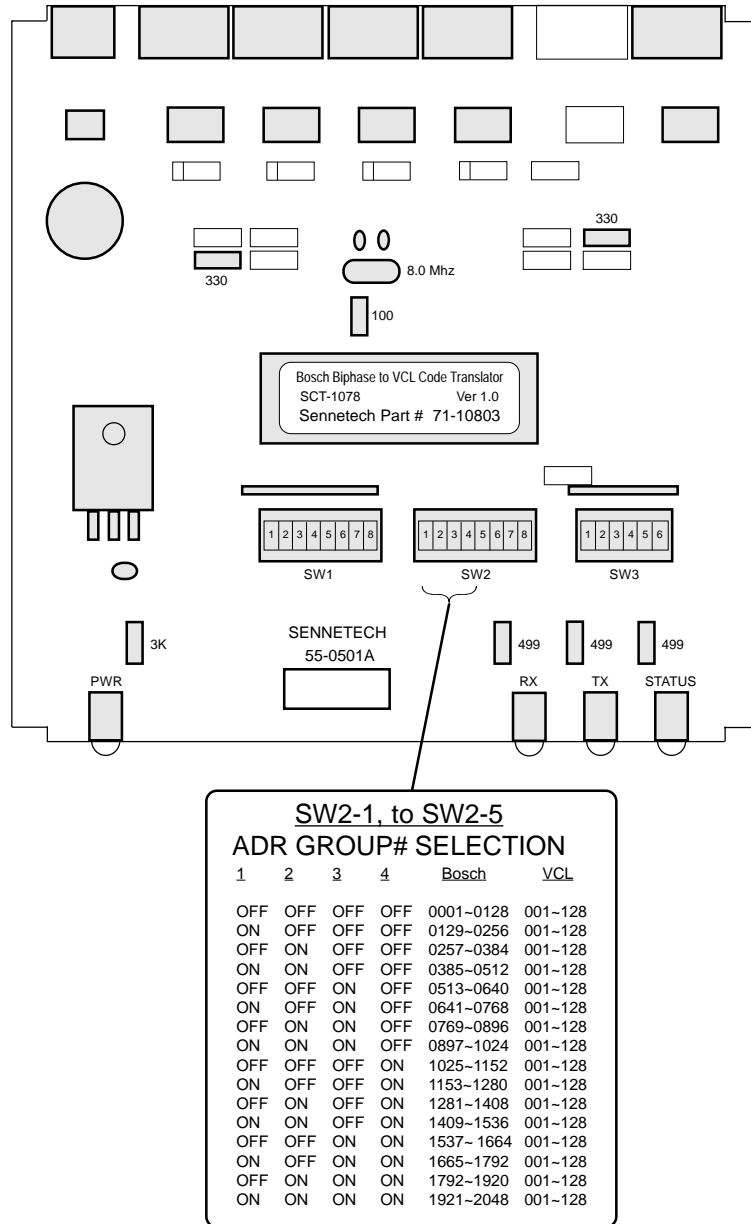 330
330
8.0 Mhz
100
Bosch Biphase to VCL Code Translator
SCT-1078 Ver 1.0
Sennetech Part # 71-10803
1 2 3 4 5 6 7 8
1 2 3 4 5 6 7 8
1 2 3 4 5 6
SW1
SW2
SW3
3K
SENNETECH
55-0501A
499
499
499
PWR
RX
TX
STATUS
SW2-1, to SW2-5
ADR GROUP# SELECTION
1 2 3 4 Bosch VCL
OFF OFF OFF OFF 0001~0128 001~128
ON OFF OFF OFF 0129~0256 001~128
OFF ON OFF OFF 0257~0384 001~128
ON ON OFF OFF 0385~0512 001~128
OFF OFF ON OFF 0513~0640 001~128
ON OFF ON OFF 0641~0768 001~128
OFF ON ON OFF 0769~0896 001~128
ON ON ON OFF 0897~1024 001~128
OFF OFF OFF ON 1025~1152 001~128
ON OFF OFF ON 1153~1280 001~128
OFF ON OFF ON 1281~1408 001~128
ON ON OFF ON 1409~1536 001~128
OFF OFF ON ON 1537~ 1664 001~128
ON OFF ON ON 1665~1792 001~128
OFF ON ON ON 1792~1920 001~128
ON ON ON ON 1921~2048 001~128